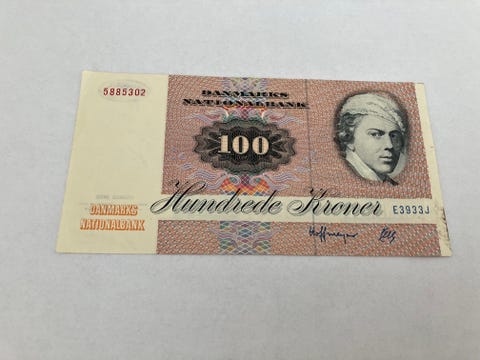 5885302
DANMARKS
NATIONALBANK
100
Hundrede Kroner
E3933J
DANMARKS
NATIONALBANK